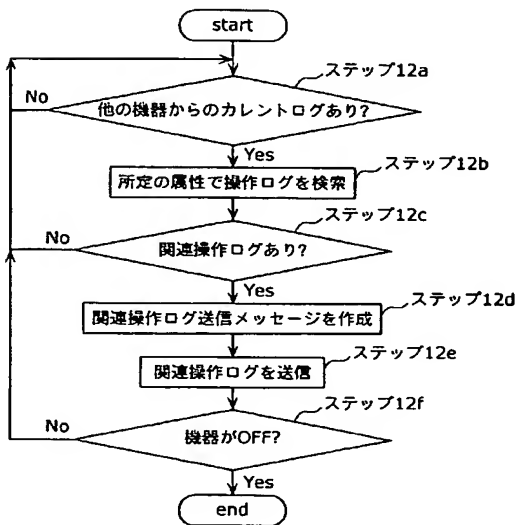 start
ステップ12a
No
他の機器からのカレントログあり?
Yes
ステップ12b
所定の属性で操作ログを検索
ステップ12c
No
関連操作ログあり?
Yes
ステップ12d
関連操作ログ送信メッセージを作成
ステップ12e
関連操作ログを送信
ステップ12f
No
機器がOFF?
Yes
end